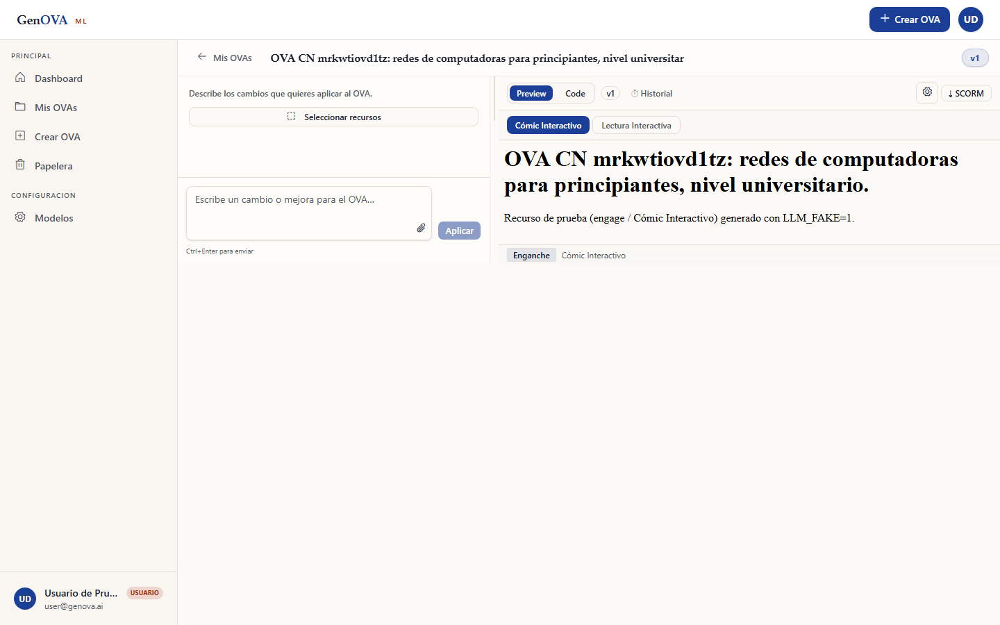 GenOVA ML
Crear OVA
UD
PRINCIPAL
Dashboard
Mis OVAs
Crear OVA
Papelera
CONFIGURACION
Modelos
UD
Usuario de Pru...
USUARIO
user@genova.ai
Mis OVAs
OVA CN mrkwtiovd1tz: redes de computadoras para principiantes, nivel universitar
v1
Describe los cambios que quieres aplicar al OVA.
Seleccionar recursos
Escribe un cambio o mejora para el OVA...
Aplicar
Ctrl+Enter para enviar
Preview
Code
v1
Historial
SCORM
Cómic Interactivo
Lectura Interactiva
OVA CN mrkwtiovd1tz: redes de computadoras
para principiantes, nivel universitario.
Recurso de prueba (engage / Cómic Interactivo) generado con LLM_FAKE=1.
Enganche
Cómic Interactivo